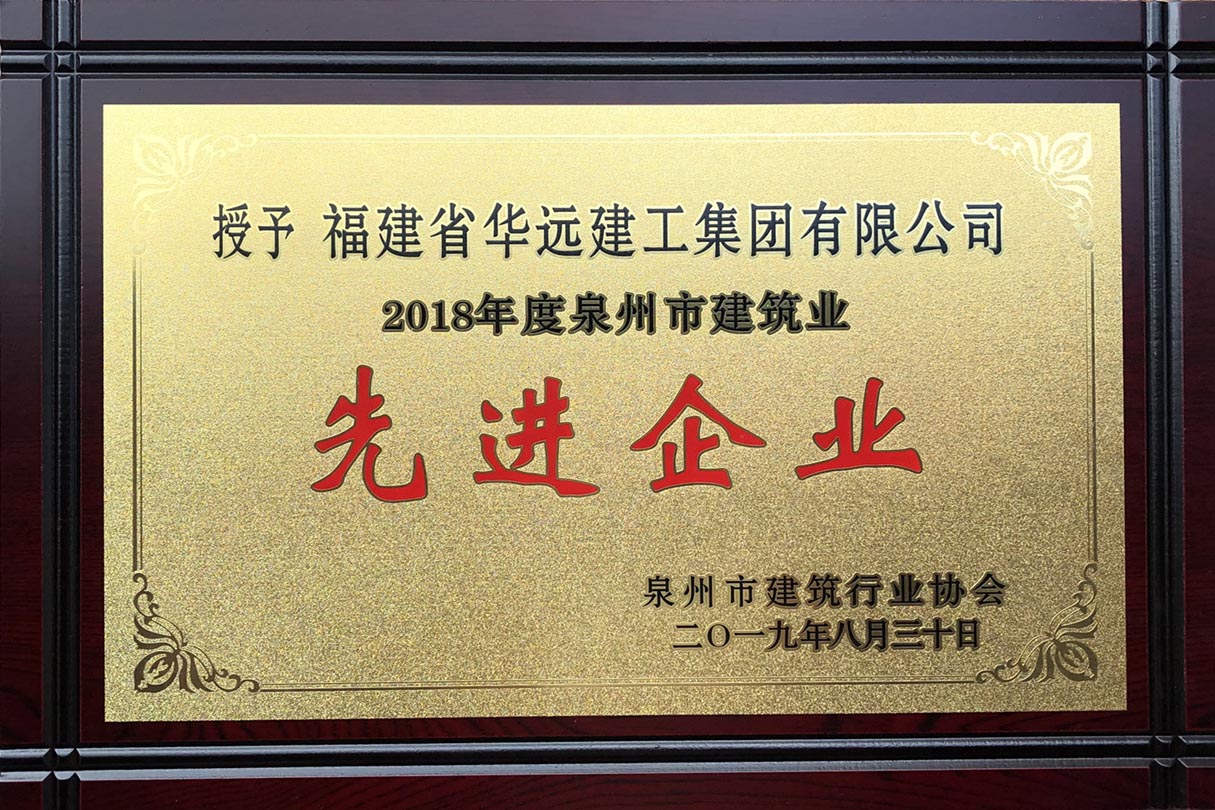 授予 福建省华远建工集团有限公司
2018年度泉州市建筑业
先进企业
泉州市建筑行业协会
二〇一九年八月三十日